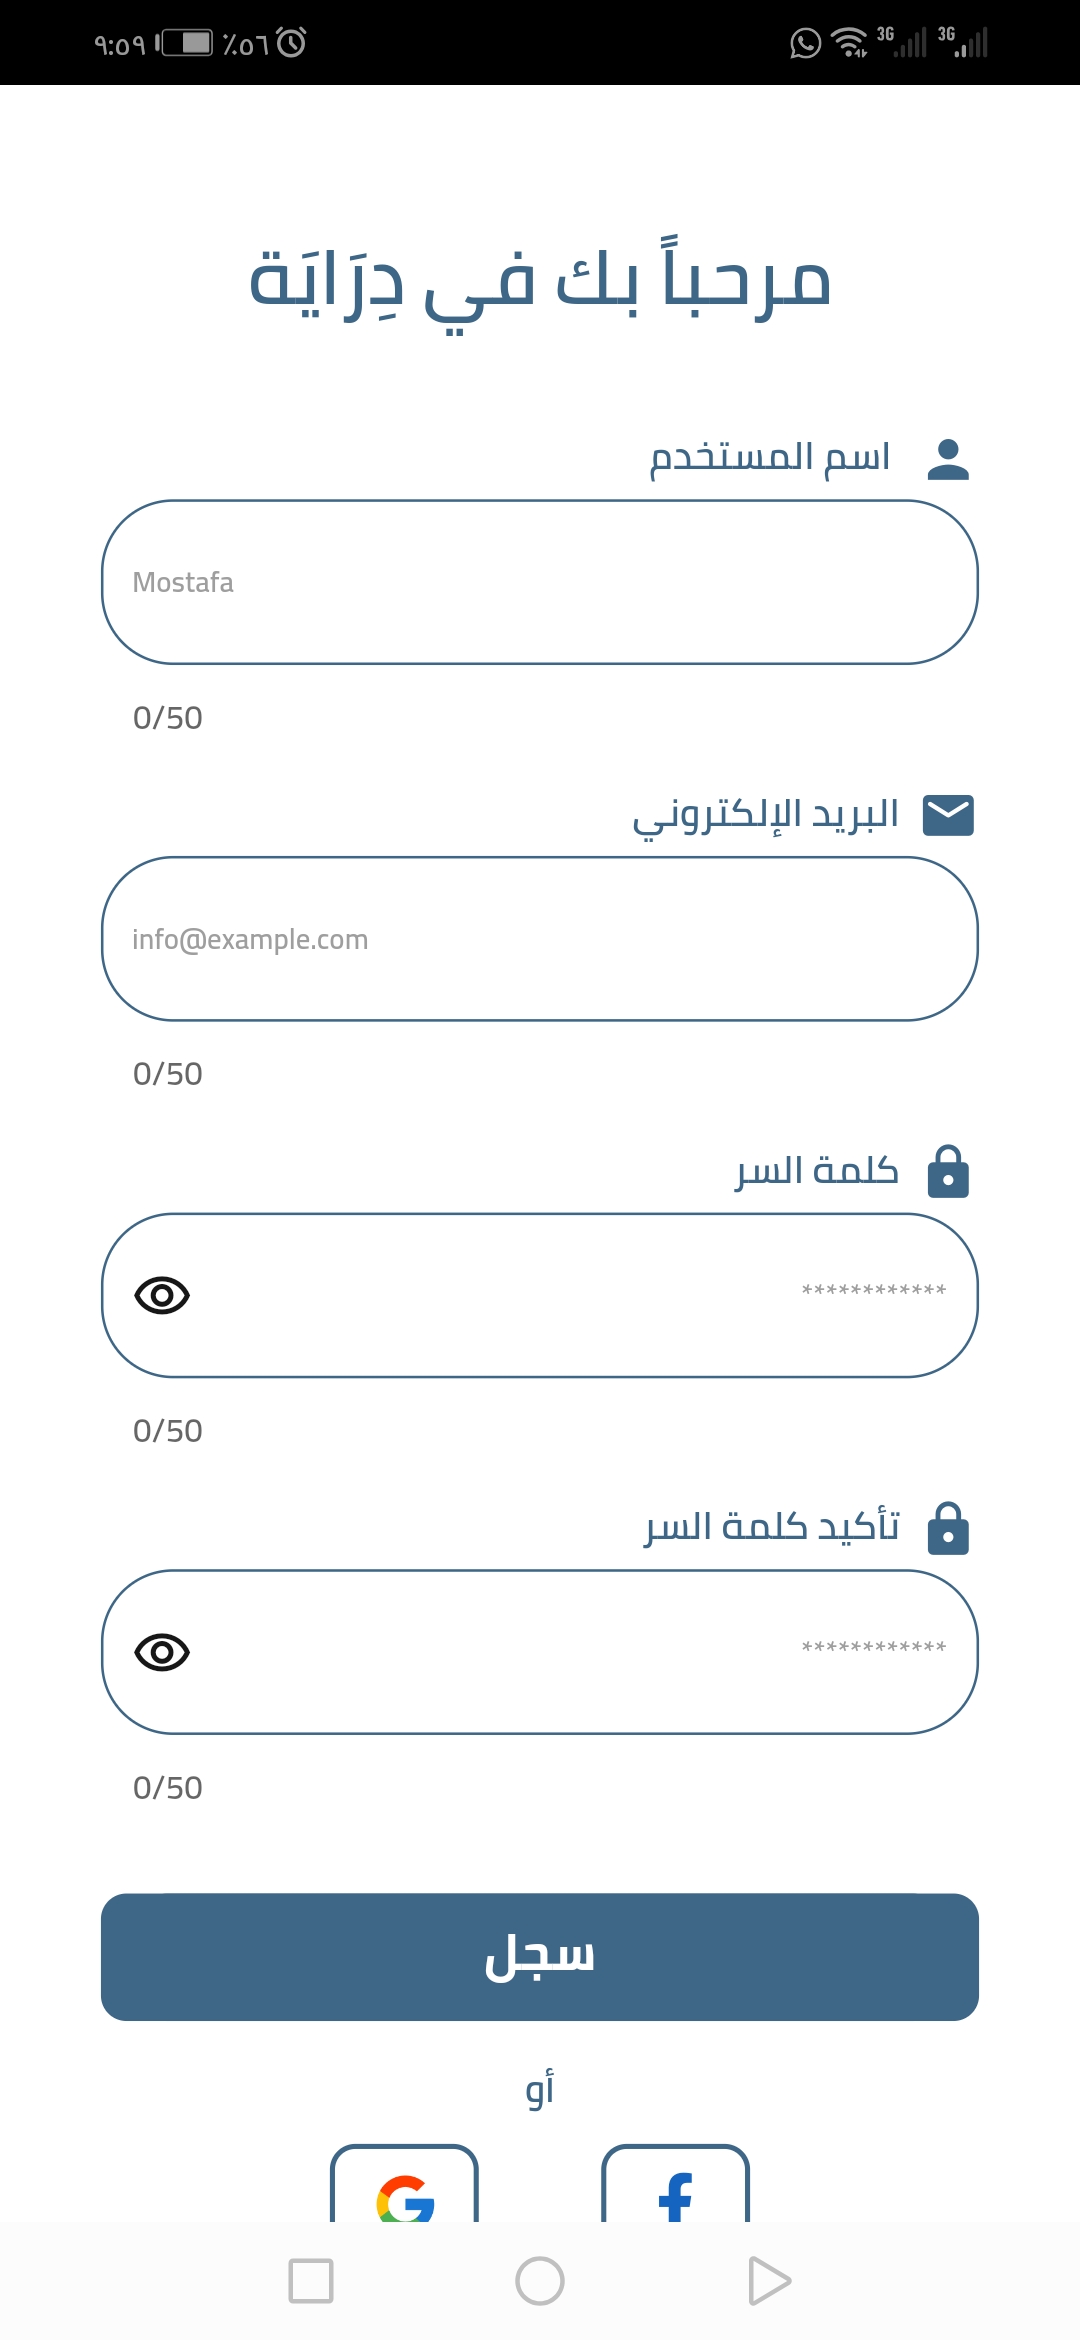 ٩:٥٩ ٪٥٦ 3G 3G
مرحباً بك في دِرَايَة
اسم المستخدم
Mostafa
0/50
البريد الإلكتروني
info@example.com
0/50
كلمة السر
************
0/50
تأكيد كلمة السر
************
0/50
سجل
أو